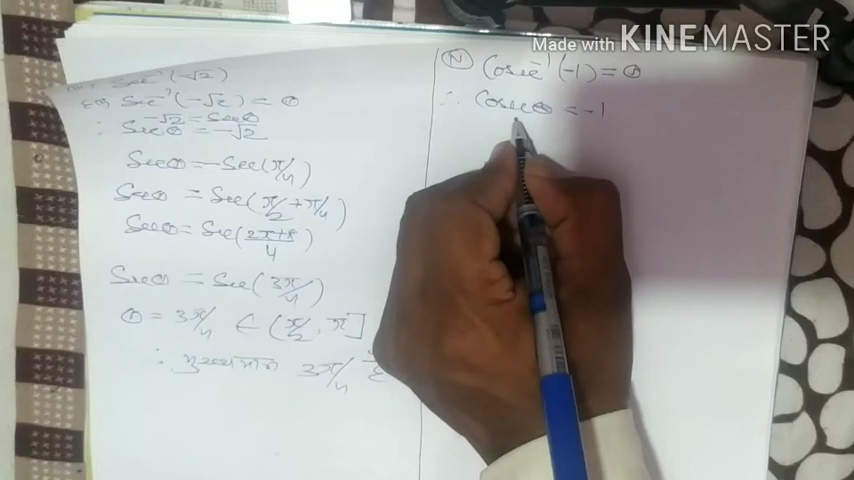 Made with KINEMASTER
Sec⁻¹(-√2)
Sec⁻¹(-√2) = θ
-√2 = Secθ
∴ Secθ = -√2
Secθ = -Sec(π/4)
Secθ = Sec(π/2+π/4)
Secθ = Sec(2π+π/4)
Secθ = Sec(3π/4)
θ = 3π/4 ∈ (π/2, π]
∴ मुख्यमान 3π/4
Cosec⁻¹(-1) = θ
∴ Cosecθ = -1